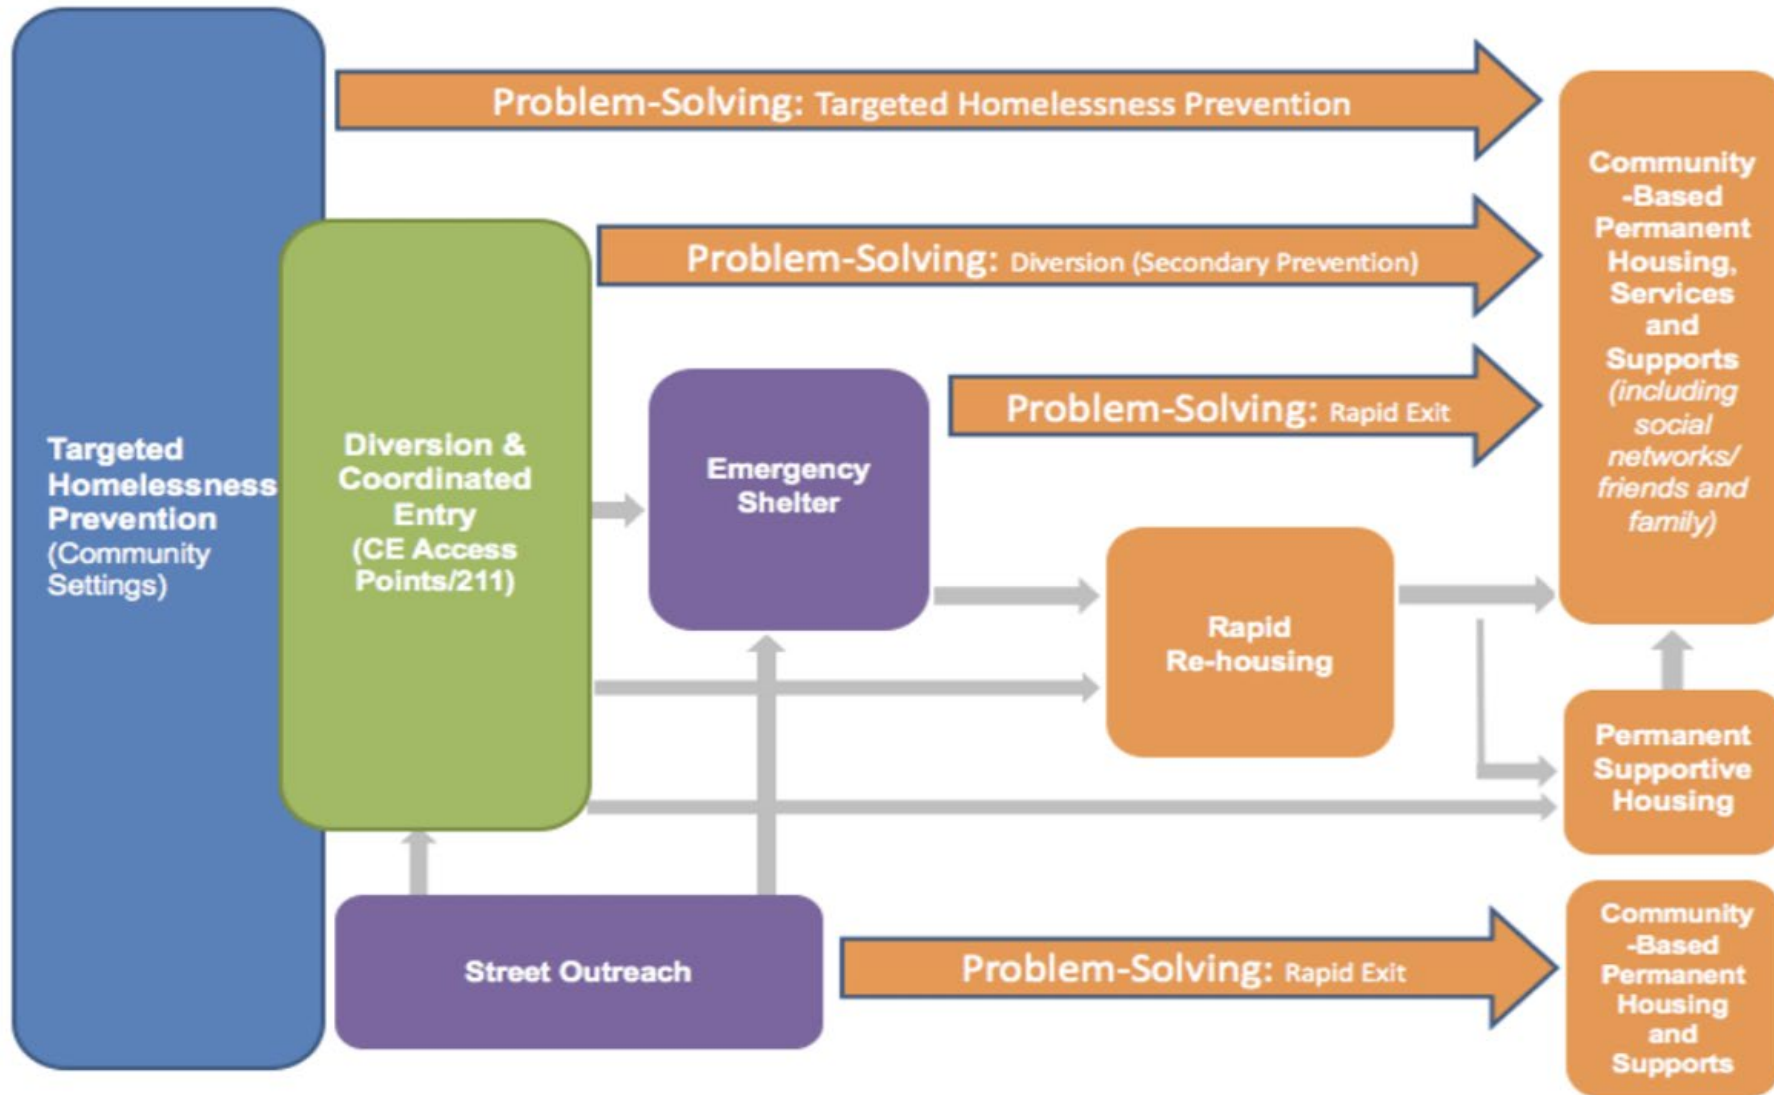 Problem-Solving: Targeted Homelessness Prevention
Problem-Solving: Diversion (Secondary Prevention)
Problem-Solving: Rapid Exit
Targeted
Homelessness
Prevention
(Community
Settings)
Diversion &
Coordinated
Entry
(CE Access
Points/211)
Emergency
Shelter
Rapid
Re-housing
Community
-Based
Permanent
Housing,
Services
and
Supports
(including
social
networks/
friends and
family)
Permanent
Supportive
Housing
Street Outreach
Problem-Solving: Rapid Exit
Community
-Based
Permanent
Housing
and
Supports